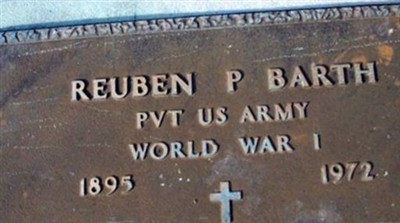 REUBEN P BARTH
PVT US ARMY
WORLD WAR I
1895 1972